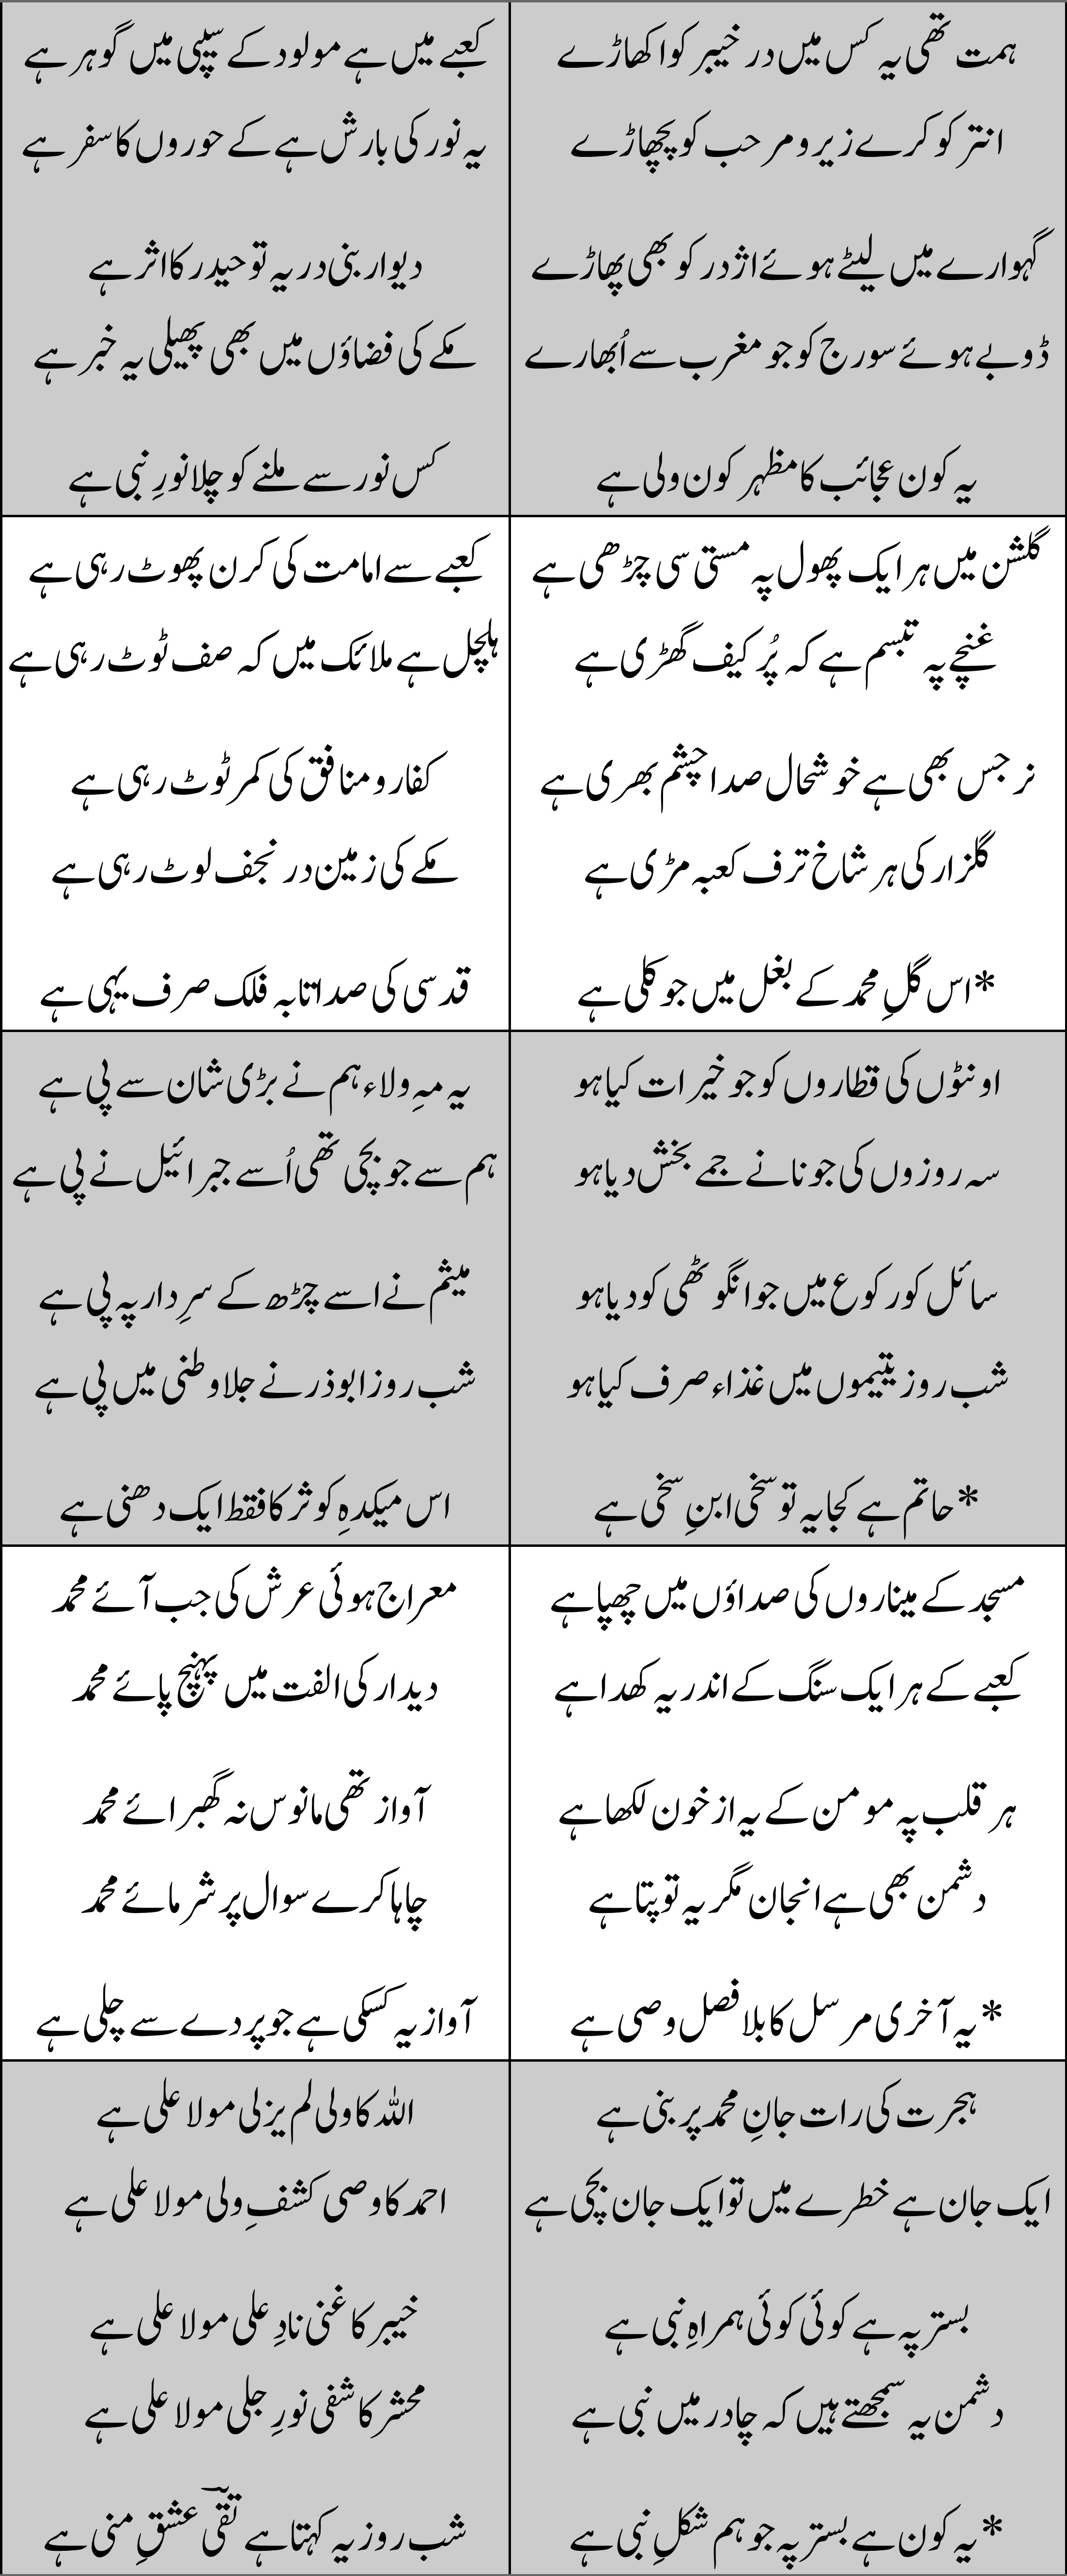 ہمت تھی یہ کس میں در خیبر کو اکھاڑے
انتر کو کرے زیر و مرحب کو پچھاڑے
گہوارے میں لیٹے ہوئے اژدر کو بھی پھاڑے
ڈوبے ہوئے سورج کو جو مغرب سے اُبھارے
یہ کون عجائب کا مظہر کون ولی ہے
کعبے میں ہے مولود کے سیپی میں گوہر ہے
یہ نور کی بارش ہے کے حوروں کا سفر ہے
دیوار بنی در یہ تو حیدر کا اثر ہے
مکے کی فضاؤں میں بھی پھیلی یہ خبر ہے
کس نور سے ملنے کو چلا نورِ نبی ہے
گلشن میں ہر ایک پھول پہ مستی سی چڑھی ہے
غنچے پہ تبسم ہے کہ پُر کیف گھڑی ہے
نرجس بھی ہے خوشحال صدا چشم بھری ہے
گلزار کی ہر شاخ ترف کعبہ مڑی ہے
*اس گلِ محمد کے بغل میں جو کلی ہے
کعبے سے امامت کی کرن پھوٹ رہی ہے
ہلچل ہے ملائک میں کہ صف ٹوٹ رہی ہے
کفار و منافق کی کمر ٹوٹ رہی ہے
مکے کی زمین در نجف لوٹ رہی ہے
قدسی کی صدا تابہ فلک صرف یہی ہے
اونٹوں کی قطاروں کو جو خیرات کیا ہو
سہ روزوں کی جو نانے جمے بخش دیا ہو
سائل کو رکوع میں جو انگوٹھی کو دیا ہو
شب روز یتیموں میں غذاء صرف کیا ہو
*حاتم ہے کجا یہ تو سخی ابنِ سخی ہے
یہ مہِ ولاء ہم نے بڑی شان سے پی ہے
ہم سے جو بچی تھی اُسے جبرائیل نے پی ہے
میثم نے اسے چڑھ کے سرِ دار پہ پی ہے
شب روز ابوذر نے جلا وطنی میں پی ہے
اس میکدہِ کوثر کا فقط ایک دھنی ہے
مسجد کے میناروں کی صداؤں میں چھپا ہے
کعبے کے ہر ایک سنگ کے اندر یہ کھدا ہے
ہر قلب پہ مومن کے یہ از خون لکھا ہے
دشمن بھی ہے انجان مگر یہ تو پتا ہے
*یہ آخری مرسل کا بلا فصل وصی ہے
معراج ہوئی عرش کی جب آئے محمد
دیدار کی الفت میں پہنچ پائے محمد
آواز تھی مانوس نہ گھبرائے محمد
چاہا کرے سوال پر شرمائے محمد
آواز یہ کسکی ہے جو پردے سے چلی ہے
ہجرت کی رات جانِ محمد پر بنی ہے
ایک جان ہے خطرے میں تو ایک جان بچی ہے
بستر پہ ہے کوئی کوئی ہمراہِ نبی ہے
دشمن یہ سمجھتے ہیں کہ چادر میں نبی ہے
*یہ کون ہے بستر پہ جو ہم شکلِ نبی ہے
اللہ کا ولی لم یزلی مولا علی ہے
احمد کا وصی کشفِ ولی مولا علی ہے
خیبر کا غنی نادِ علی مولا علی ہے
محشر کا شفی نورِ جلی مولا علی ہے
شب روز یہ کہتا ہے تقیؔ عشقِ منی ہے